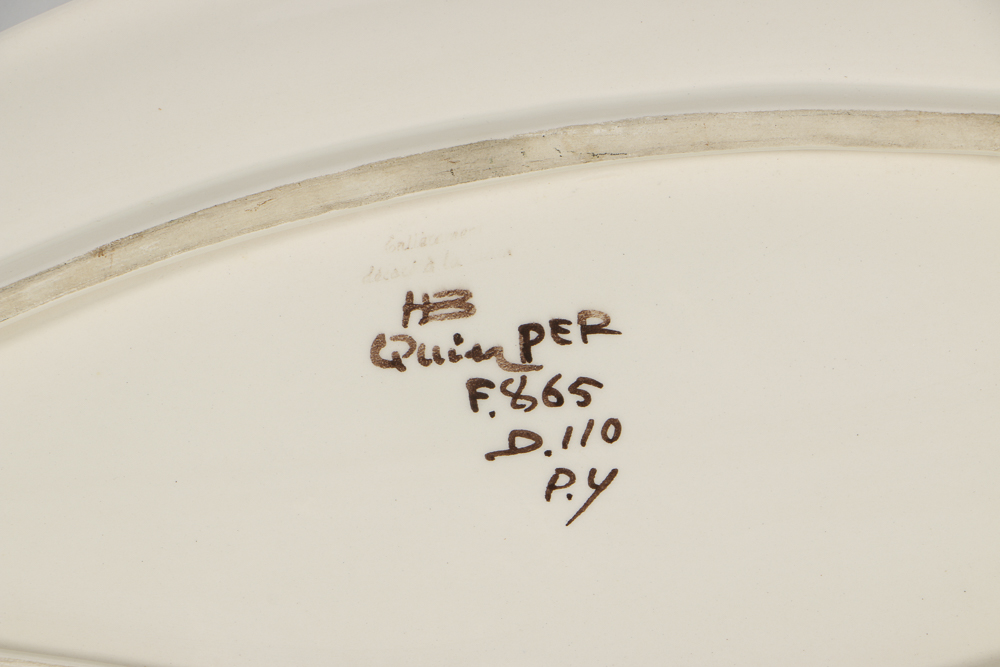 HB
QuimPER
F.865
D.110
P.Y